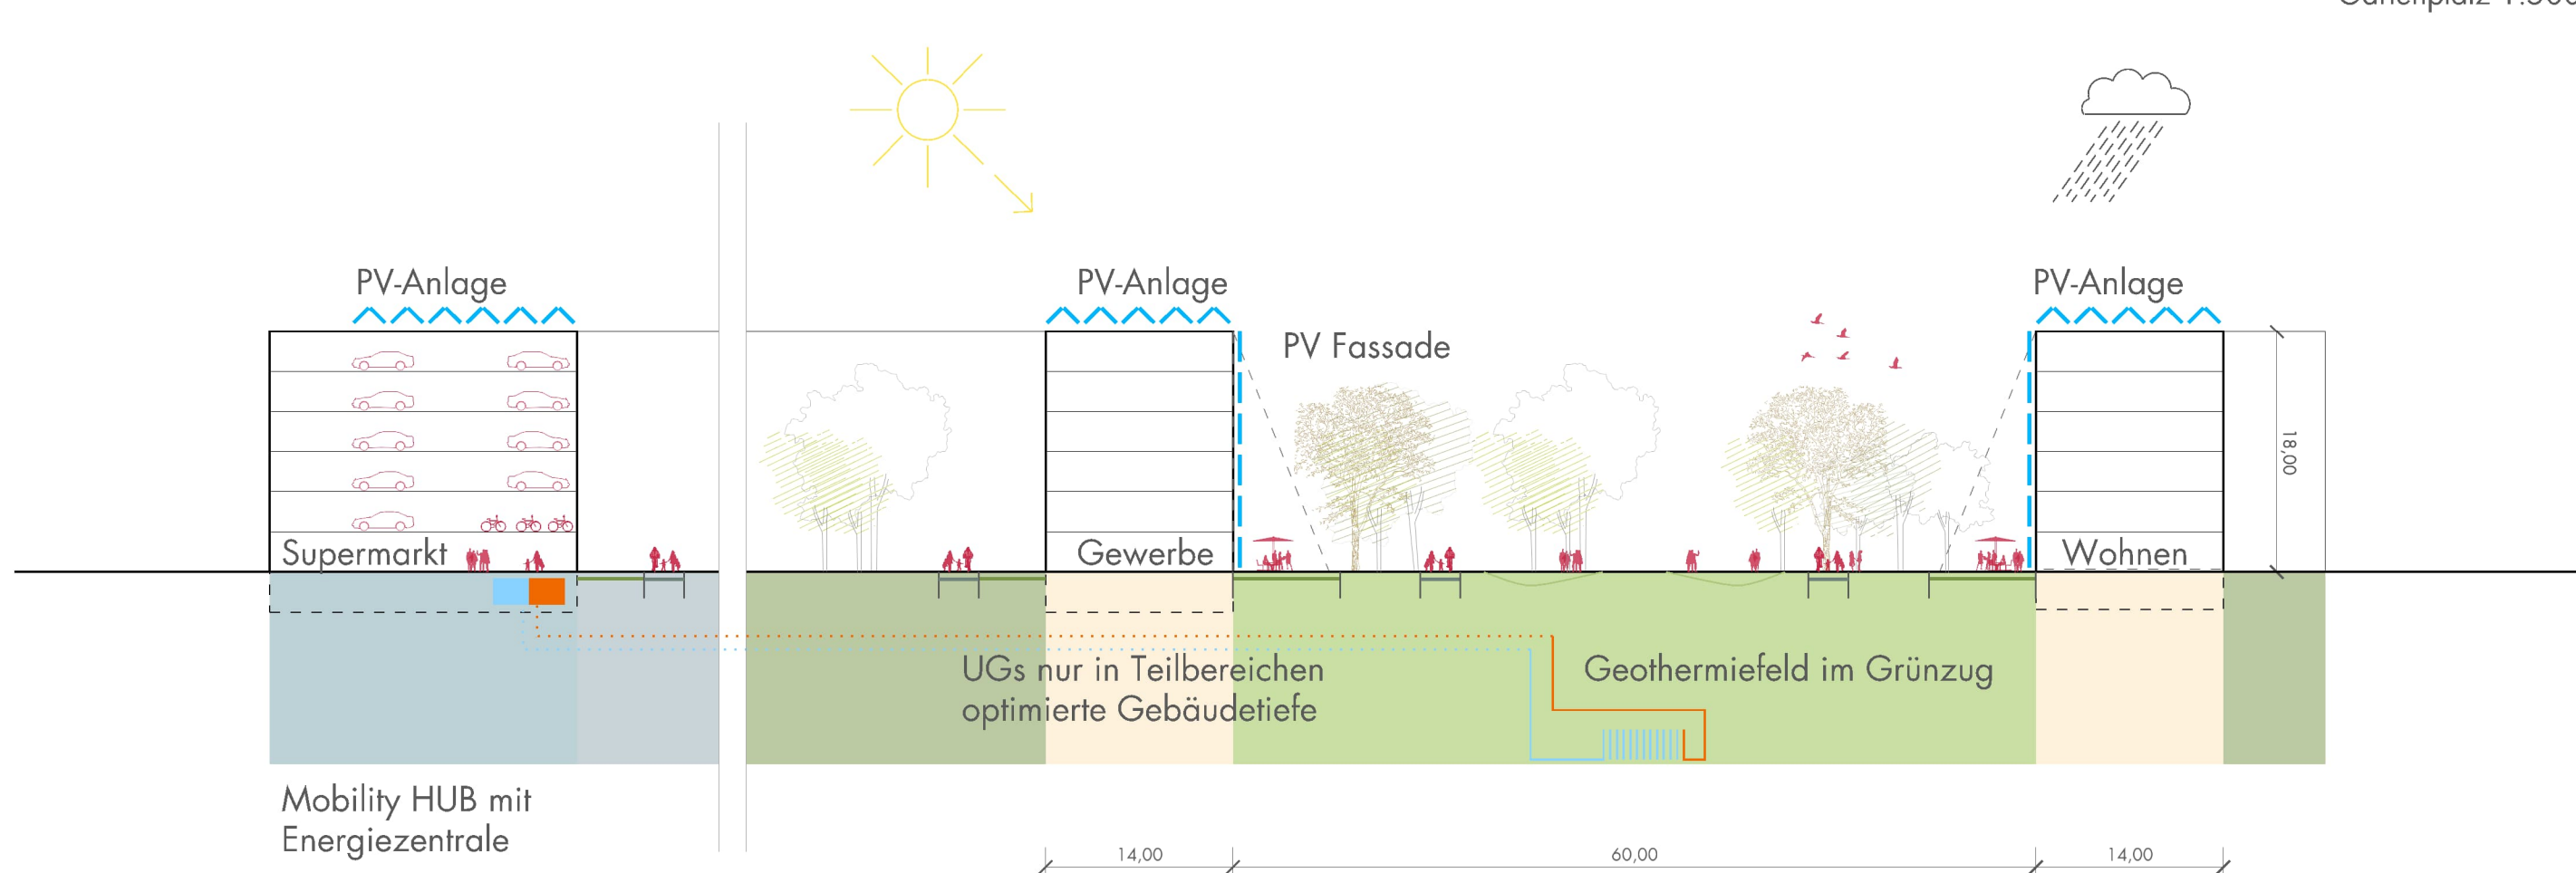 PV-Anlage
PV-Anlage
PV-Anlage
PV Fassade
18,00
Supermarkt
Gewerbe
Wohnen
UGs nur in Teilbereichen
optimierte Gebäudetiefe
Geothermiefeld im Grünzug
Mobility HUB mit
Energiezentrale
14,00
60,00
14,00